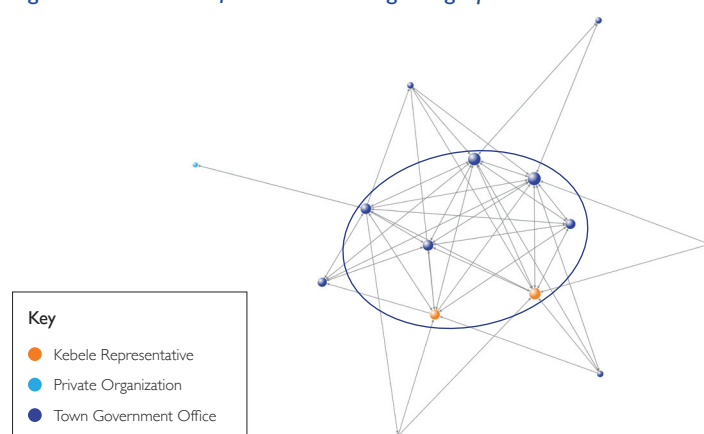 Key
Kebele Representative
Private Organization
Town Government Office